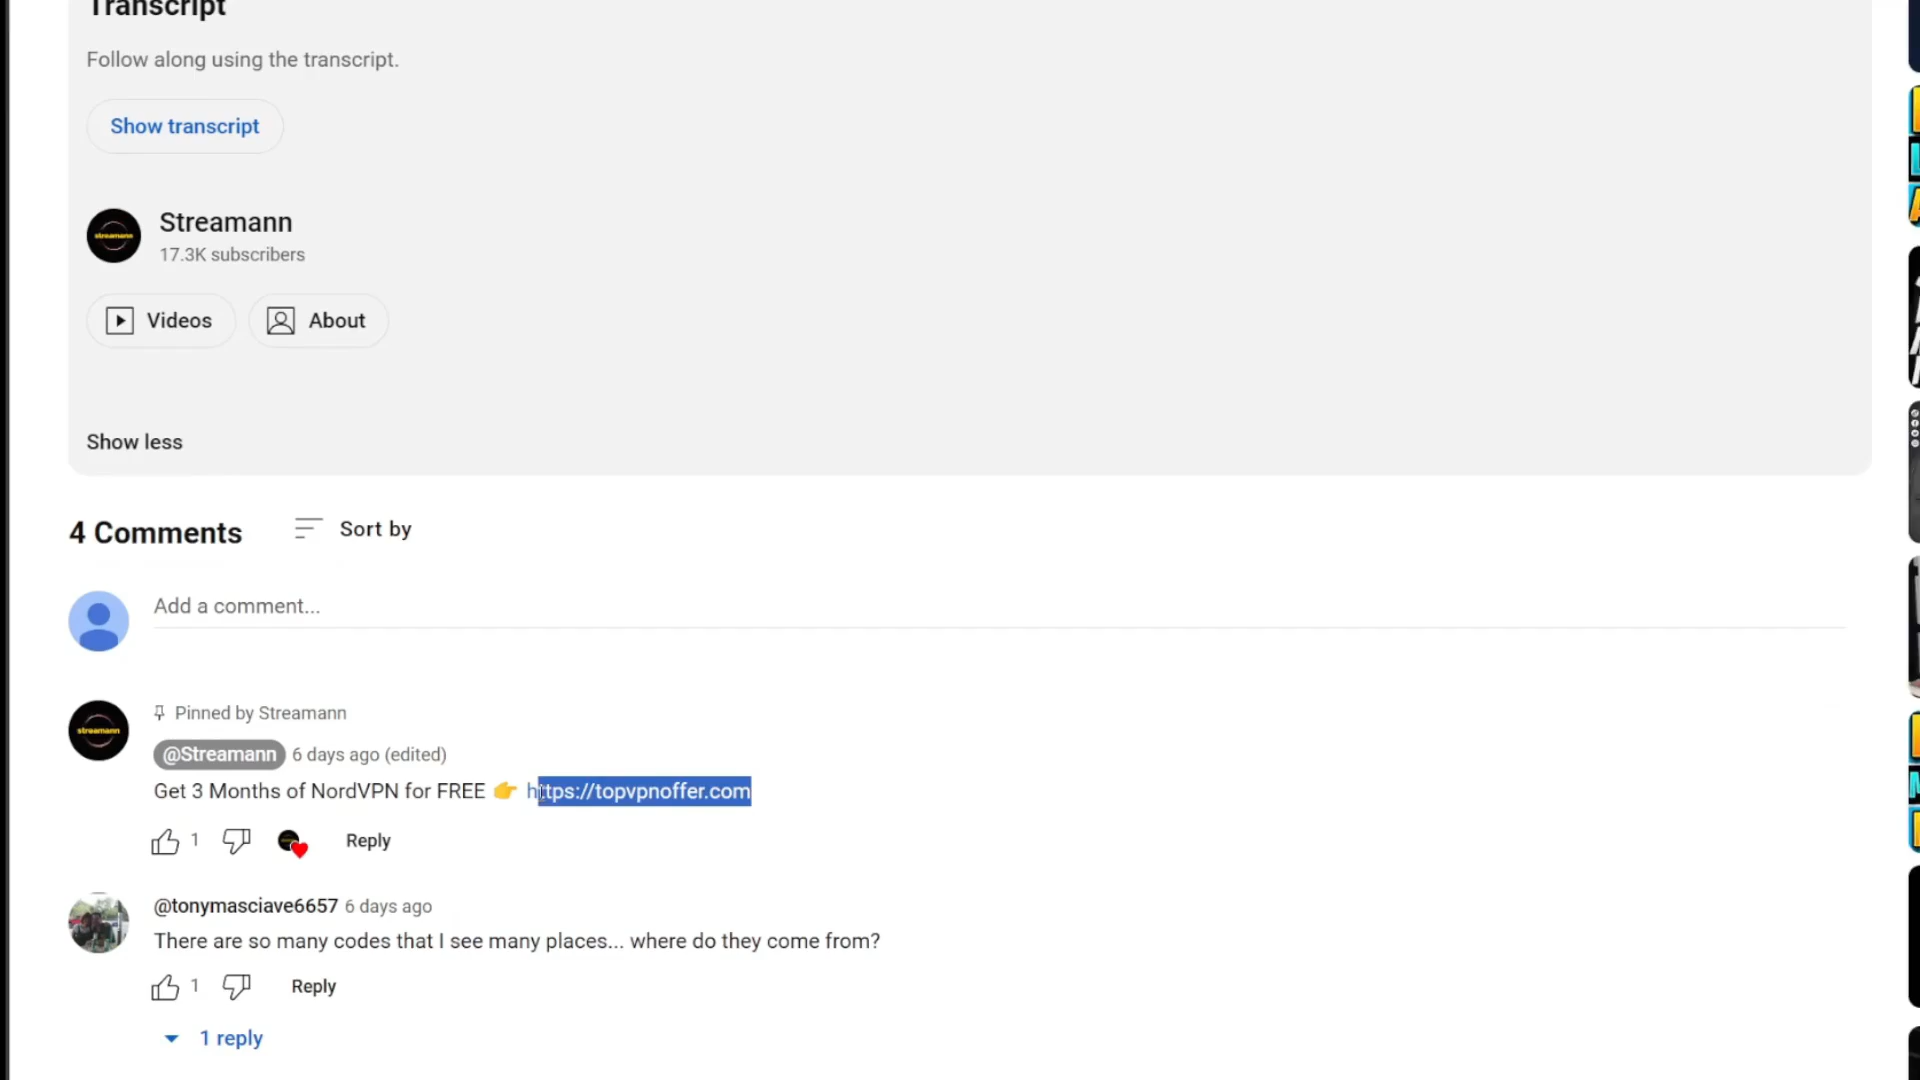 Transcript
Follow along using the transcript.
Show transcript
streamann
Streamann
17.3K subscribers
Videos
About
Show less
4 Comments
Sort by
Add a comment...
streamann
Pinned by Streamann
@Streamann 6 days ago (edited)
Get 3 Months of NordVPN for FREE 👉 https://topvpnoffer.com
1
Reply
@tonymasciave6657 6 days ago
There are so many codes that I see many places... where do they come from?
1
Reply
1 reply